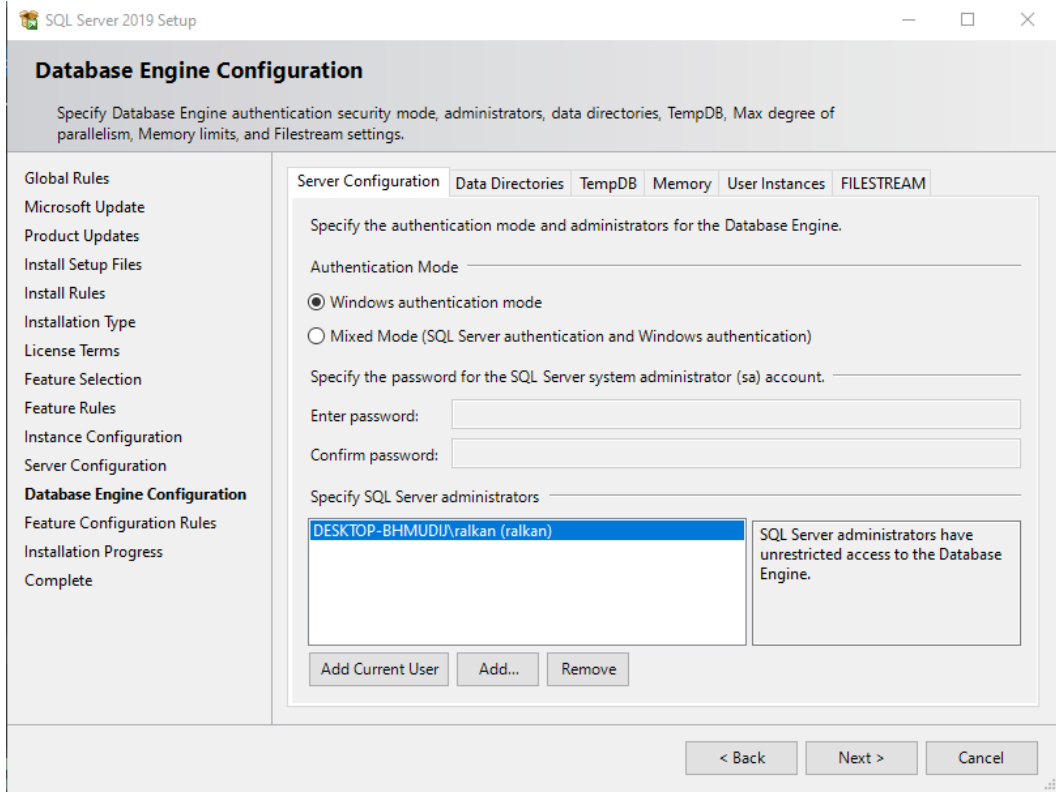 SQL Server 2019 Setup
Database Engine Configuration
Specify Database Engine authentication security mode, administrators, data directories, TempDB, Max degree of
parallelism, Memory limits, and Filestream settings.
Global Rules
Microsoft Update
Product Updates
Install Setup Files
Install Rules
Installation Type
License Terms
Feature Selection
Feature Rules
Instance Configuration
Server Configuration
Database Engine Configuration
Feature Configuration Rules
Installation Progress
Complete
Server Configuration Data Directories TempDB Memory User Instances FILESTREAM
Specify the authentication mode and administrators for the Database Engine.
Authentication Mode
Windows authentication mode
Mixed Mode (SQL Server authentication and Windows authentication)
Specify the password for the SQL Server system administrator (sa) account.
Enter password:
Confirm password:
Specify SQL Server administrators
DESKTOP-BHMUDIJ\ralkan (ralkan)
SQL Server administrators have
unrestricted access to the Database
Engine.
Add Current User Add... Remove
< Back Next > Cancel